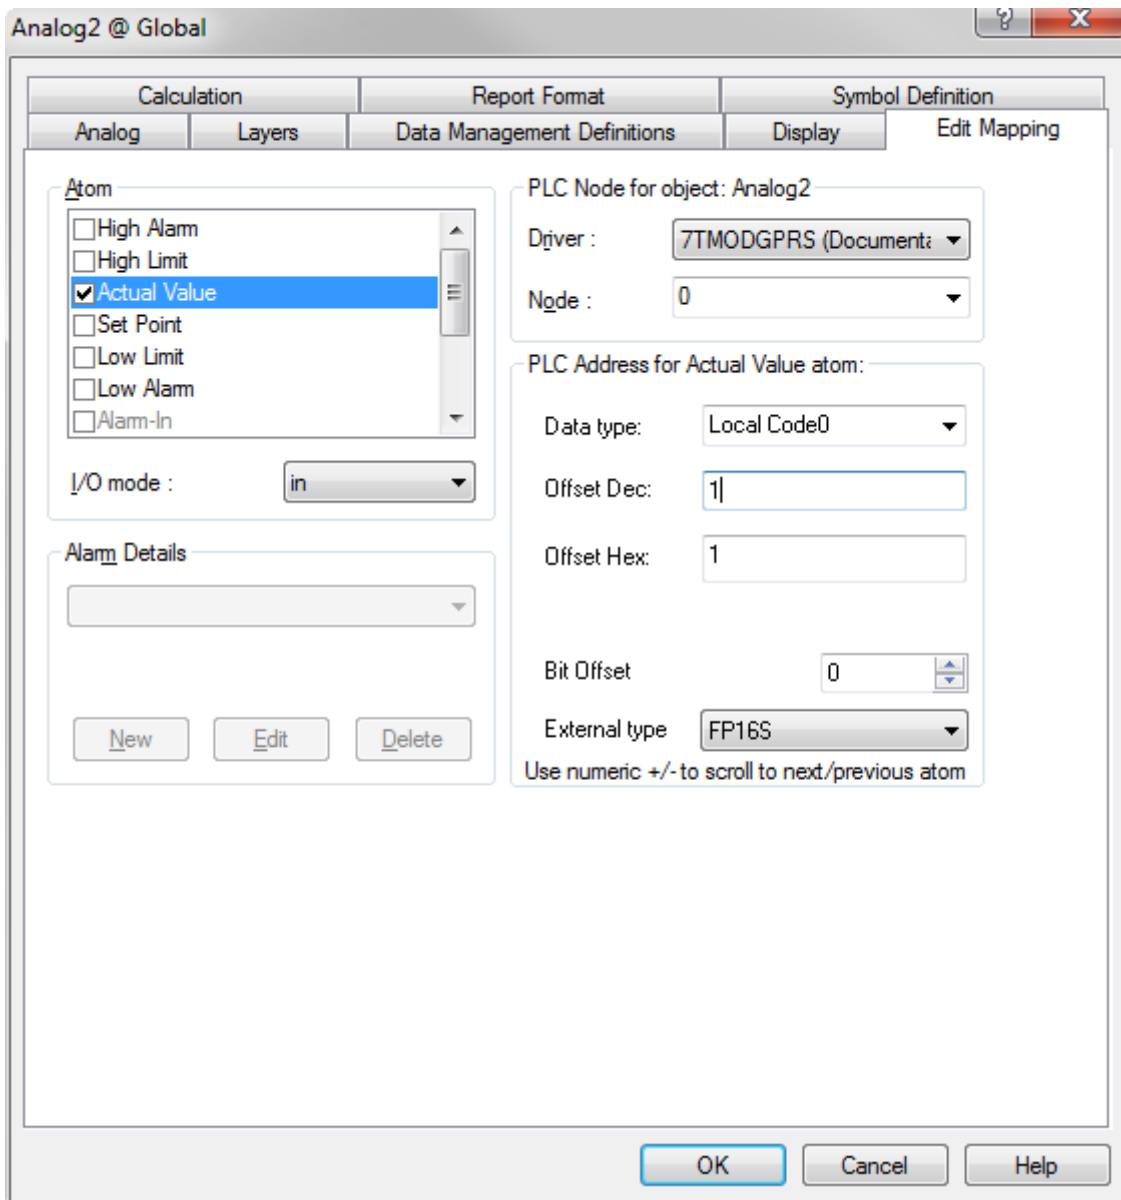 Analog2 @ Global
?
X
Calculation
Report Format
Symbol Definition
Analog
Layers
Data Management Definitions
Display
Edit Mapping
Atom
High Alarm
High Limit
Actual Value
Set Point
Low Limit
Low Alarm
Alarm-In
I/O mode :
in
Alarm Details
New
Edit
Delete
PLC Node for object: Analog2
Driver :
7TMODGPRS (Documenta
Node :
0
PLC Address for Actual Value atom:
Data type:
Local Code0
Offset Dec:
1
Offset Hex:
1
Bit Offset
0
External type
FP16S
Use numeric +/- to scroll to next/previous atom
OK
Cancel
Help